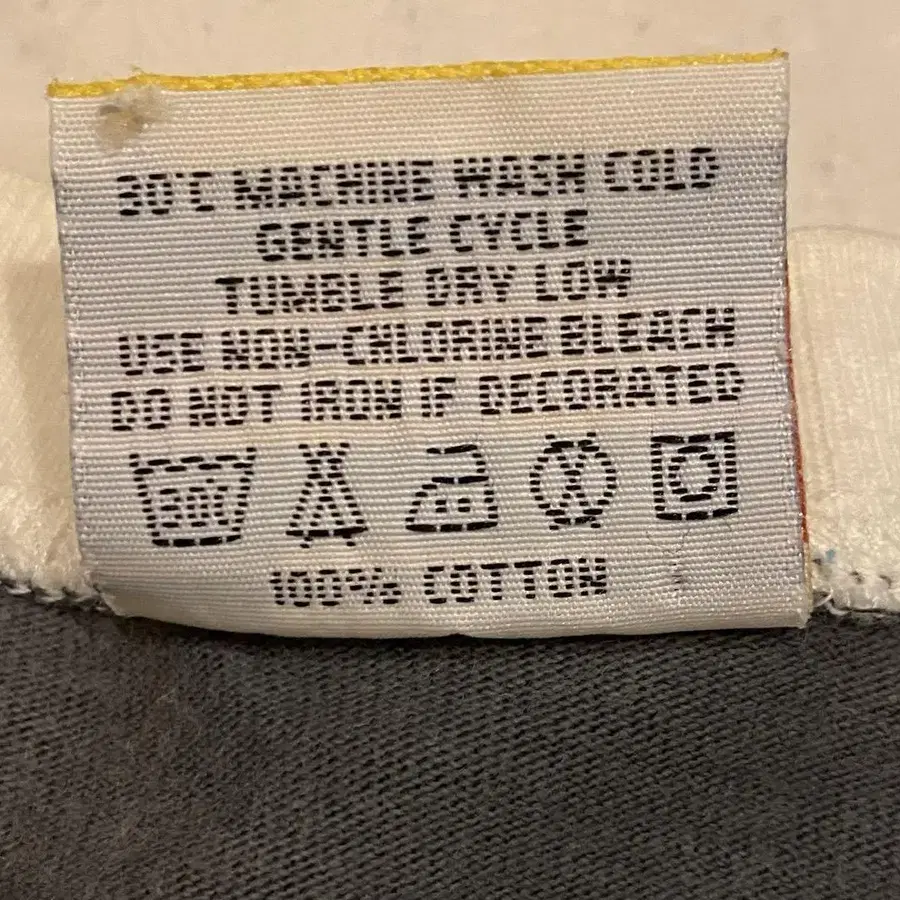 30°C MACHINE WASH COLD
GENTLE CYCLE
TUMBLE DRY LOW
USE NON-CHLORINE BLEACH
DO NOT IRON IF DECORATED
30C
100% COTTON